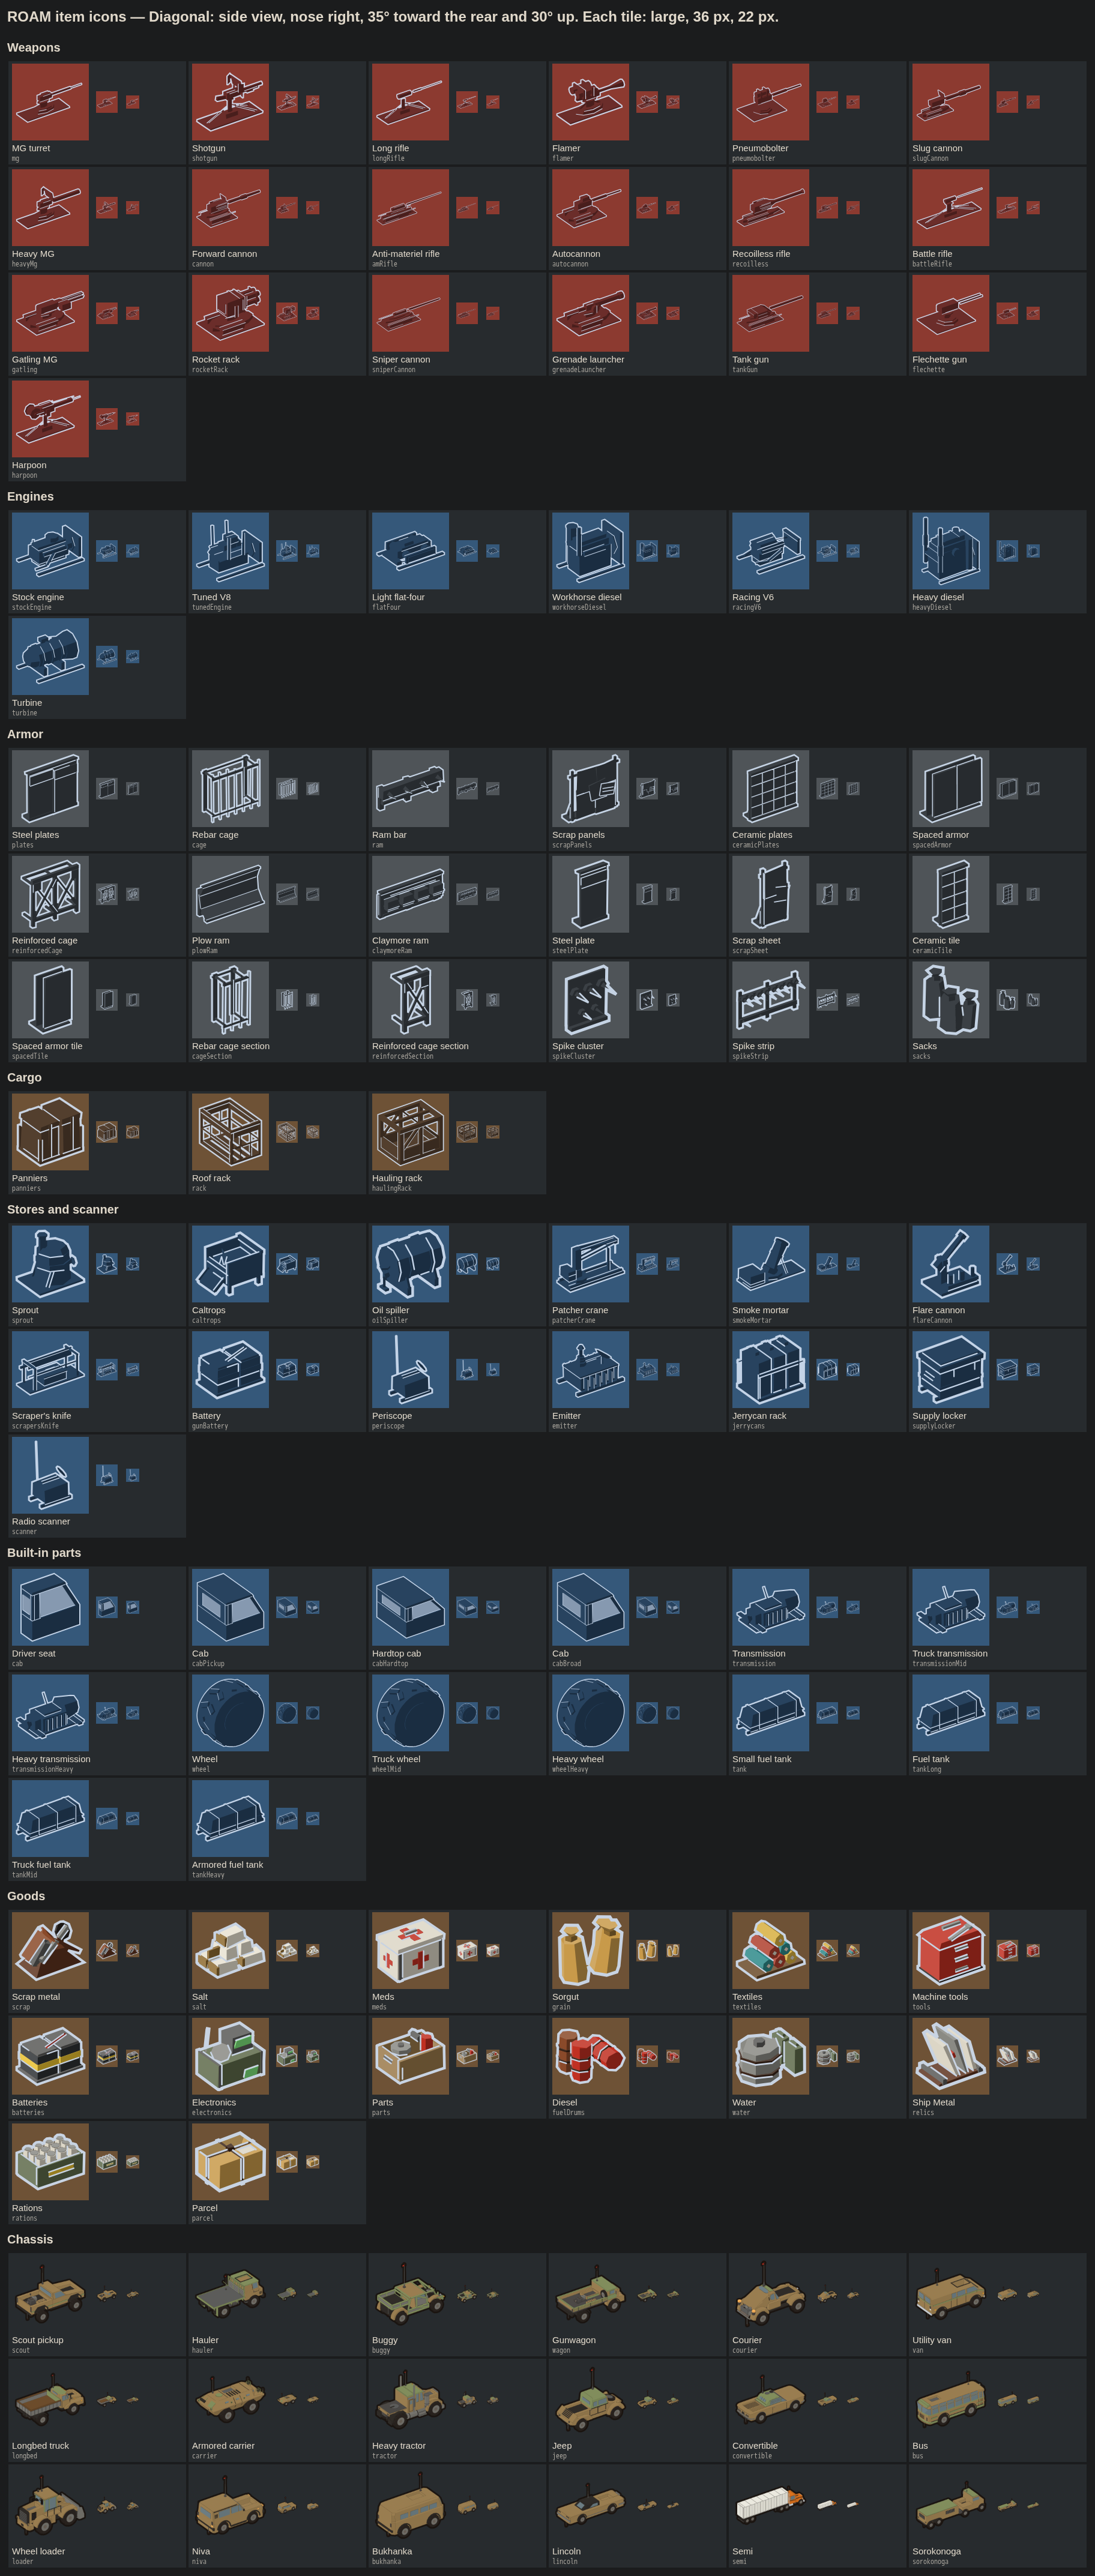 ROAM item icons — Diagonal: side view, nose right, 35° toward the rear and 30° up. Each tile: large, 36 px, 22 px.
Weapons
MG turret
mg
Shotgun
shotgun
Long rifle
longRifle
Flamer
flamer
Pneumobolter
pneumobolter
Slug cannon
slugCannon
Heavy MG
heavyMg
Forward cannon
cannon
Anti-materiel rifle
amRifle
Autocannon
autocannon
Recoilless rifle
recoilless
Battle rifle
battleRifle
Gatling MG
gatling
Rocket rack
rocketRack
Sniper cannon
sniperCannon
Grenade launcher
grenadeLauncher
Tank gun
tankGun
Flechette gun
flechette
Harpoon
harpoon
Engines
Stock engine
stockEngine
Tuned V8
tunedEngine
Light flat-four
flatFour
Workhorse diesel
workhorseDiesel
Racing V6
racingV6
Heavy diesel
heavyDiesel
Turbine
turbine
Armor
Steel plates
plates
Rebar cage
cage
Ram bar
ram
Scrap panels
scrapPanels
Ceramic plates
ceramicPlates
Spaced armor
spacedArmor
Reinforced cage
reinforcedCage
Plow ram
plowRam
Claymore ram
claymoreRam
Steel plate
steelPlate
Scrap sheet
scrapSheet
Ceramic tile
ceramicTile
Spaced armor tile
spacedTile
Rebar cage section
cageSection
Reinforced cage section
reinforcedSection
Spike cluster
spikeCluster
Spike strip
spikeStrip
Sacks
sacks
Cargo
Panniers
panniers
Roof rack
rack
Hauling rack
haulingRack
Stores and scanner
Sprout
sprout
Caltrops
caltrops
Oil spiller
oilSpiller
Patcher crane
patcherCrane
Smoke mortar
smokeMortar
Flare cannon
flareCannon
Scraper's knife
scrapersKnife
Battery
gunBattery
Periscope
periscope
Emitter
emitter
Jerrycan rack
jerrycans
Supply locker
supplyLocker
Radio scanner
scanner
Built-in parts
Driver seat
cab
Cab
cabPickup
Hardtop cab
cabHardtop
Cab
cabBroad
Transmission
transmission
Truck transmission
transmissionMid
Heavy transmission
transmissionHeavy
Wheel
wheel
Truck wheel
wheelMid
Heavy wheel
wheelHeavy
Small fuel tank
tank
Fuel tank
tankLong
Truck fuel tank
tankMid
Armored fuel tank
tankHeavy
Goods
Scrap metal
scrap
Salt
salt
Meds
meds
Sorgut
grain
Textiles
textiles
Machine tools
tools
Batteries
batteries
Electronics
electronics
Parts
parts
Diesel
fuelDrums
Water
water
Ship Metal
relics
Rations
rations
Parcel
parcel
Chassis
Scout pickup
scout
Hauler
hauler
Buggy
buggy
Gunwagon
wagon
Courier
courier
Utility van
van
Longbed truck
longbed
Armored carrier
carrier
Heavy tractor
tractor
Jeep
jeep
Convertible
convertible
Bus
bus
Wheel loader
loader
Niva
niva
Bukhanka
bukhanka
Lincoln
lincoln
Semi
semi
Sorokonoga
sorokonoga